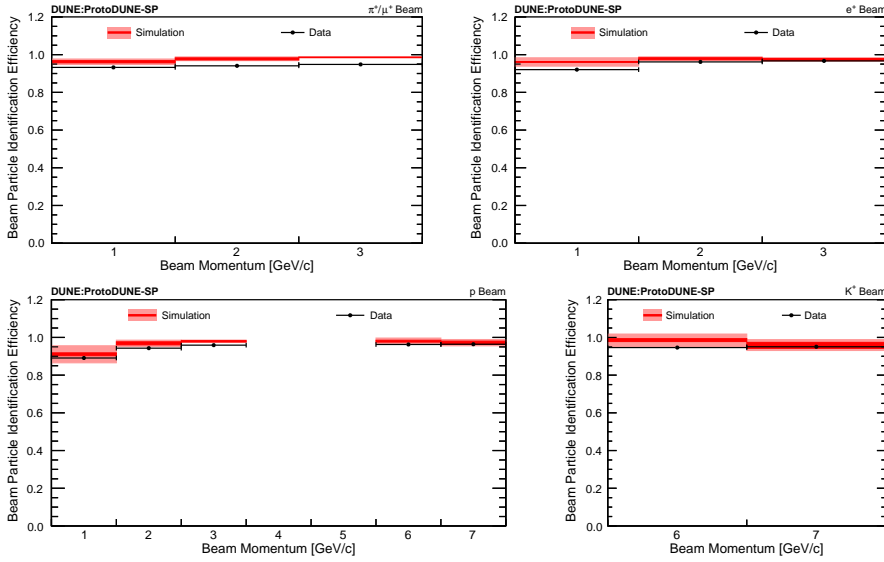 DUNE:ProtoDUNE-SP π⁺/μ⁺ Beam
Simulation Data
Beam Particle Identification Efficiency
1.2
1.0
0.8
0.6
0.4
0.2
0.0
1 2 3
Beam Momentum [GeV/c]
DUNE:ProtoDUNE-SP e⁺ Beam
Simulation Data
Beam Particle Identification Efficiency
1.2
1.0
0.8
0.6
0.4
0.2
0.0
1 2 3
Beam Momentum [GeV/c]
DUNE:ProtoDUNE-SP p Beam
Simulation Data
Beam Particle Identification Efficiency
1.2
1.0
0.8
0.6
0.4
0.2
0.0
1 2 3 4 5 6 7
Beam Momentum [GeV/c]
DUNE:ProtoDUNE-SP K⁺ Beam
Simulation Data
Beam Particle Identification Efficiency
1.2
1.0
0.8
0.6
0.4
0.2
0.0
6 7
Beam Momentum [GeV/c]